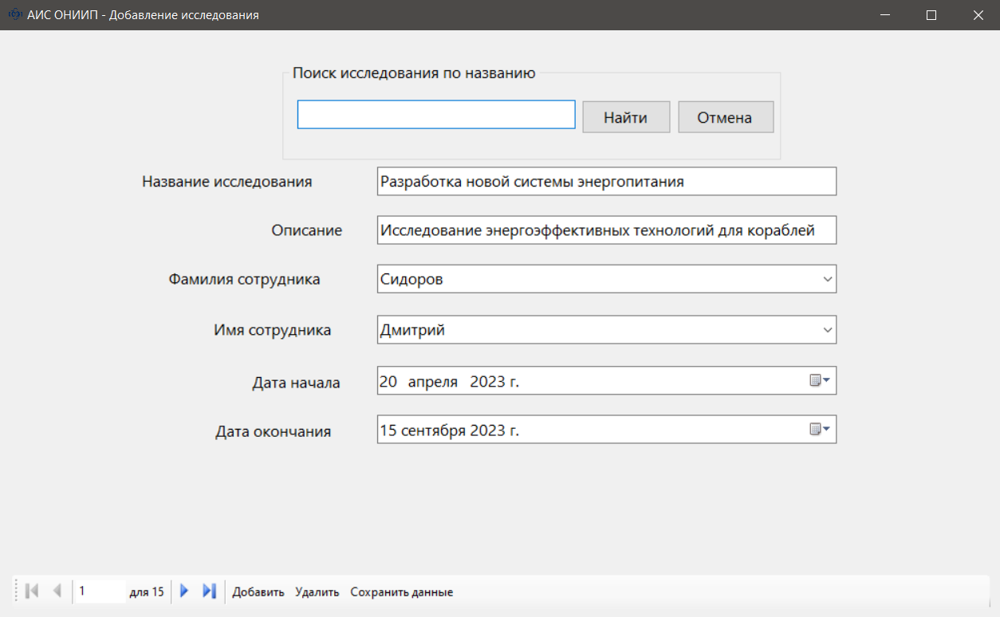 АИС ОНИИП - Добавление исследования
Поиск исследования по названию
Найти Отмена
Название исследования Разработка новой системы энергопитания
Описание Исследование энергоэффективных технологий для кораблей
Фамилия сотрудника Сидоров
Имя сотрудника Дмитрий
Дата начала 20 апреля 2023 г.
Дата окончания 15 сентября 2023 г.
1 для 15 Добавить Удалить Сохранить данные